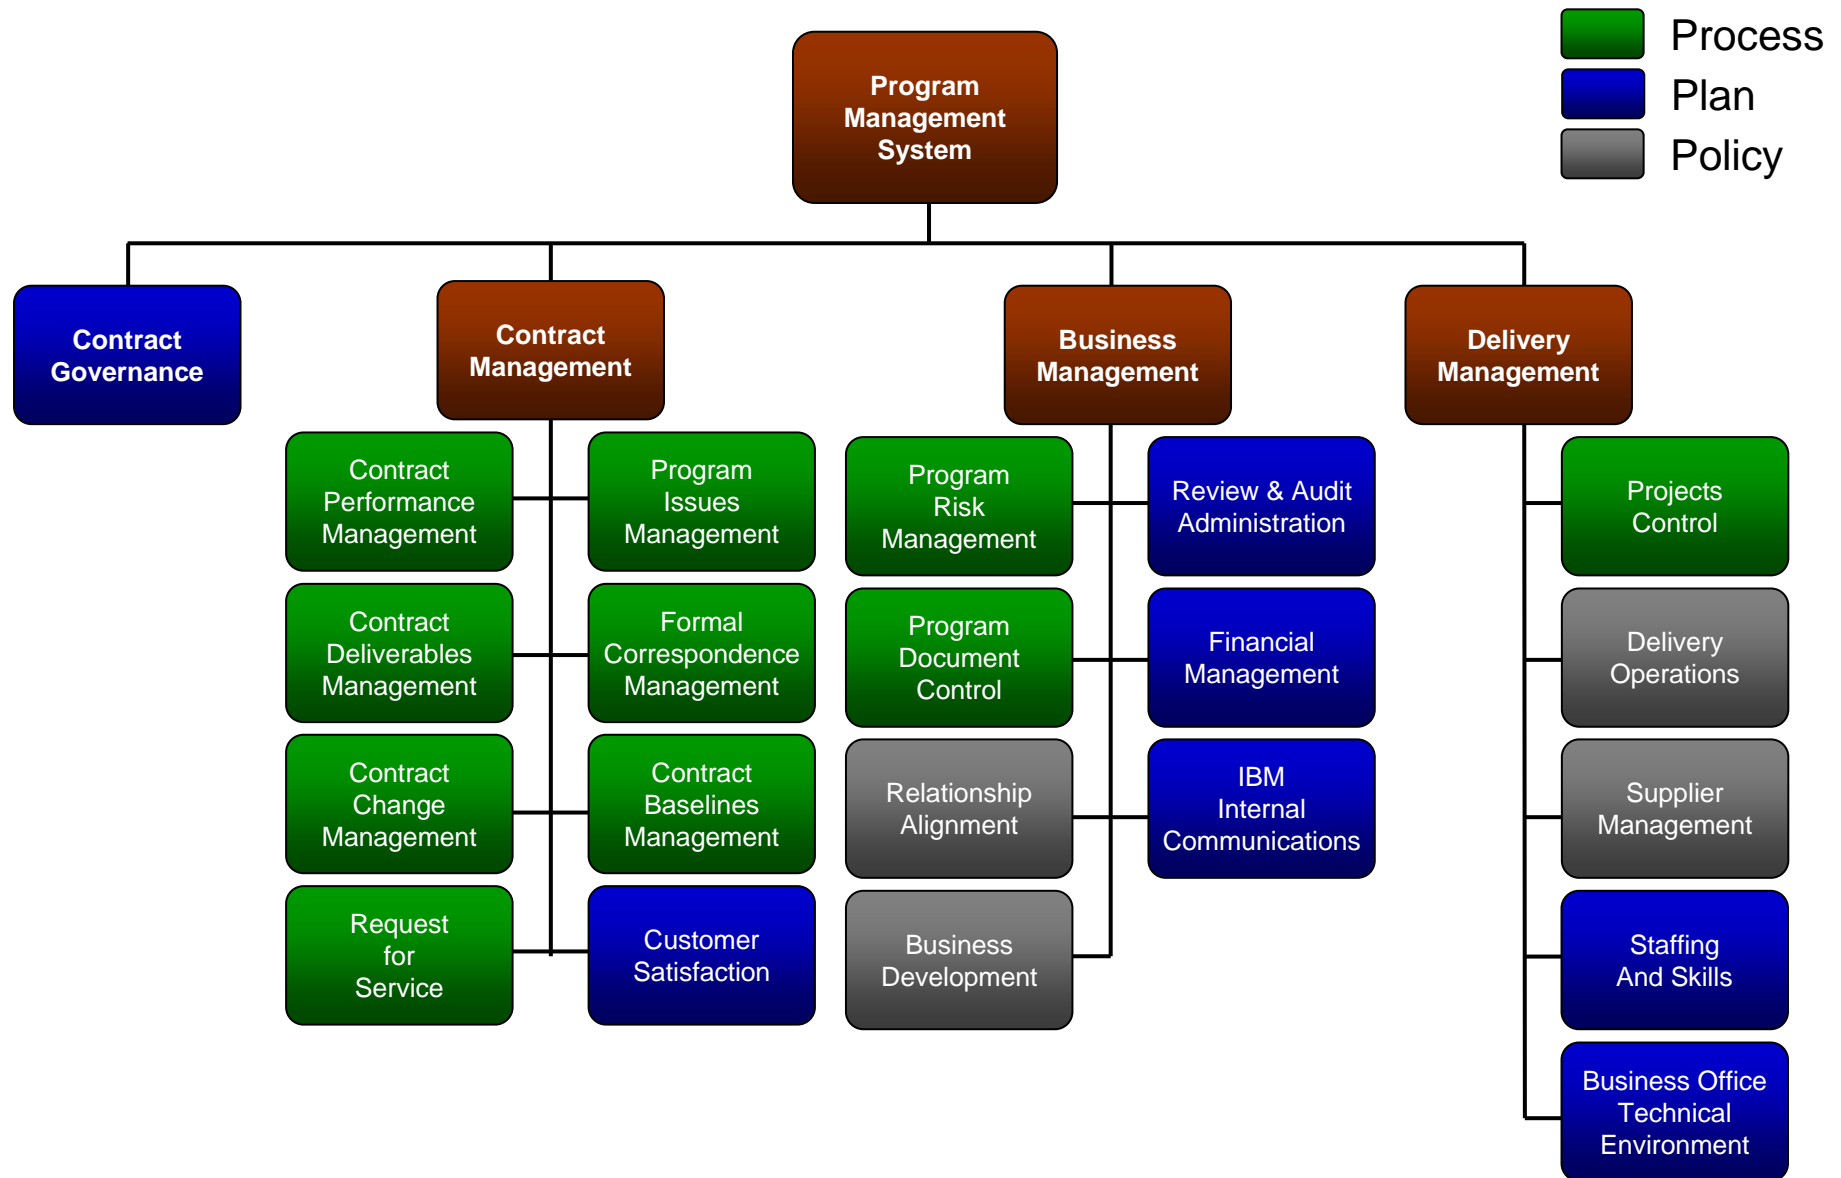 Process
Plan
Policy
Program
Management
System
Contract
Governance
Contract
Management
Business
Management
Delivery
Management
Contract
Performance
Management
Program
Issues
Management
Contract
Deliverables
Management
Formal
Correspondence
Management
Contract
Change
Management
Contract
Baselines
Management
Request
for
Service
Customer
Satisfaction
Program
Risk
Management
Review & Audit
Administration
Program
Document
Control
Financial
Management
Relationship
Alignment
IBM
Internal
Communications
Business
Development
Projects
Control
Delivery
Operations
Supplier
Management
Staffing
And Skills
Business Office
Technical
Environment